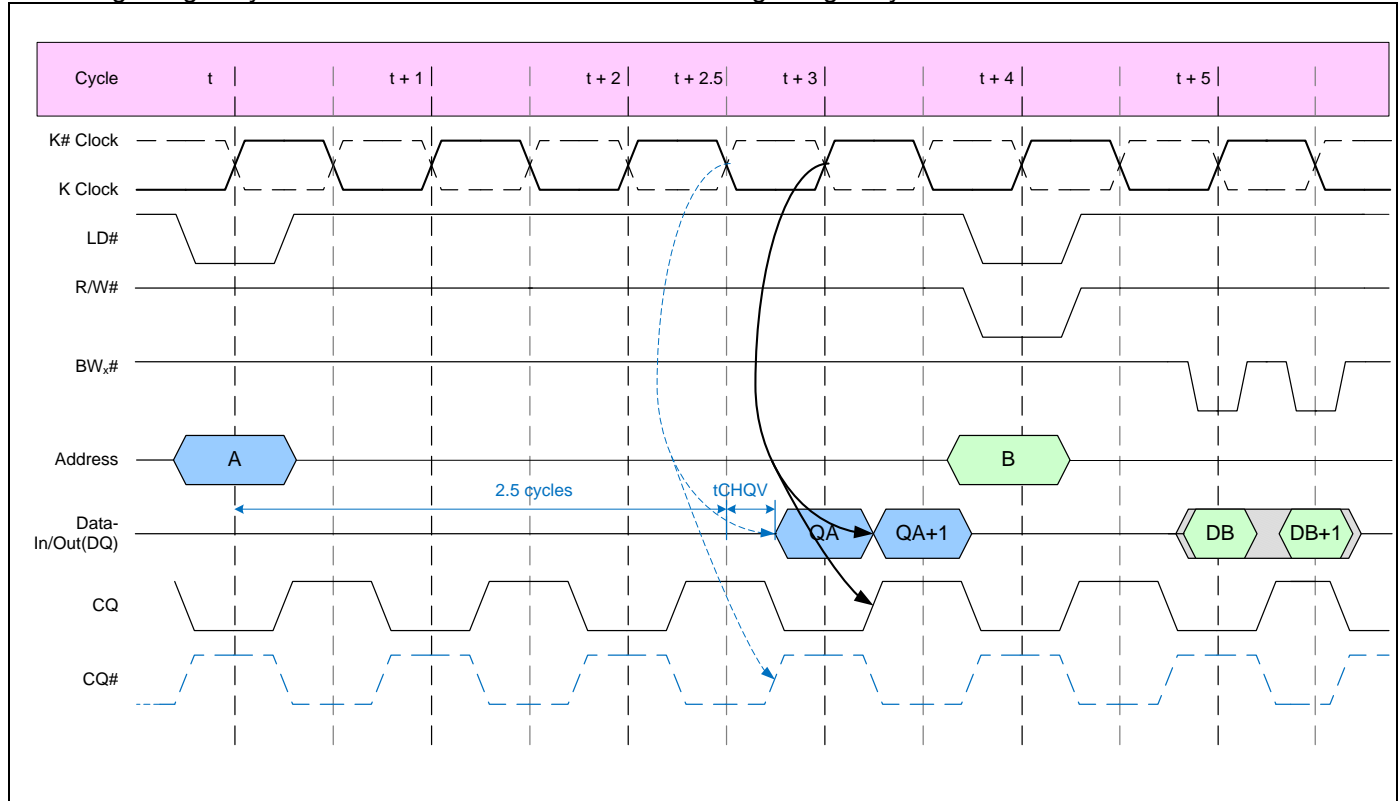 Cycle t t + 1 t + 2 t + 2.5 t + 3 t + 4 t + 5
K# Clock
K Clock
LD#
R/W#
BWx#
Address A B
2.5 cycles tCHQV
Data-
In/Out(DQ) QA QA+1 DB DB+1
CQ
CQ#